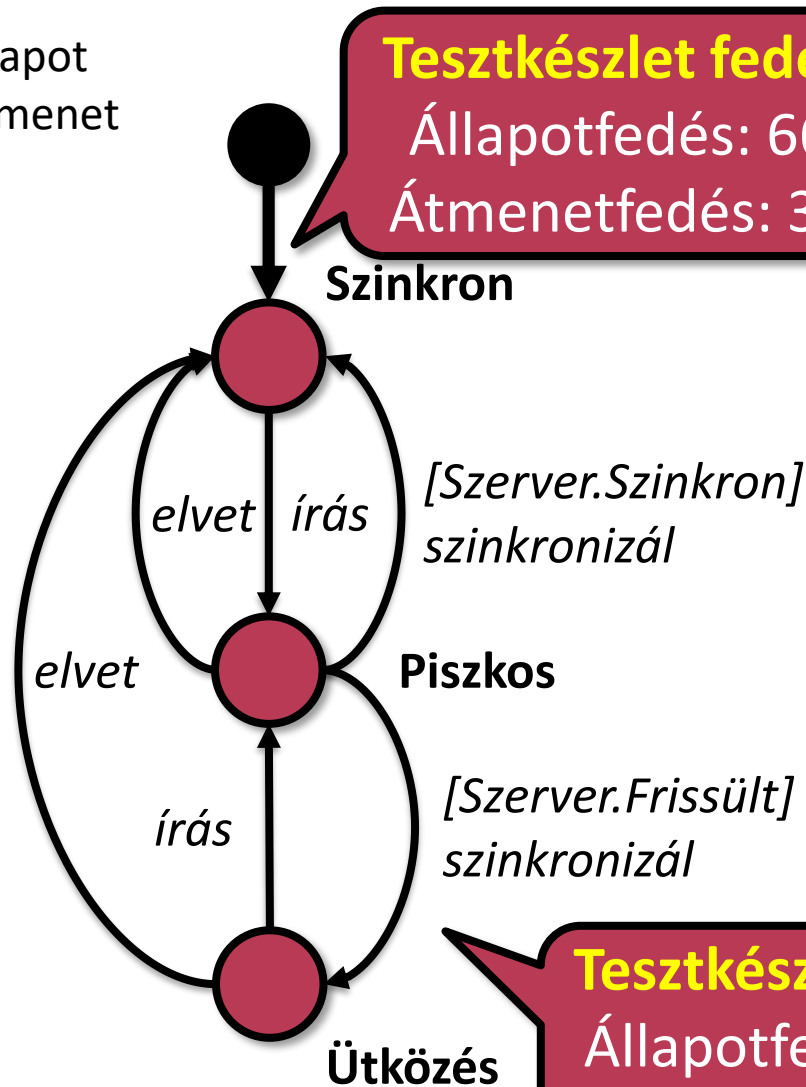 apot
menet
Tesztkészlet fed
Állapotfedés: 6
Átmenetfedés: 3
Szinkron
elvet írás
[Szerver.Szinkron]
szinkronizál
elvet
Piszkos
írás
[Szerver.Frissült]
szinkronizál
Tesztkész
Állapotfe
Ütközés